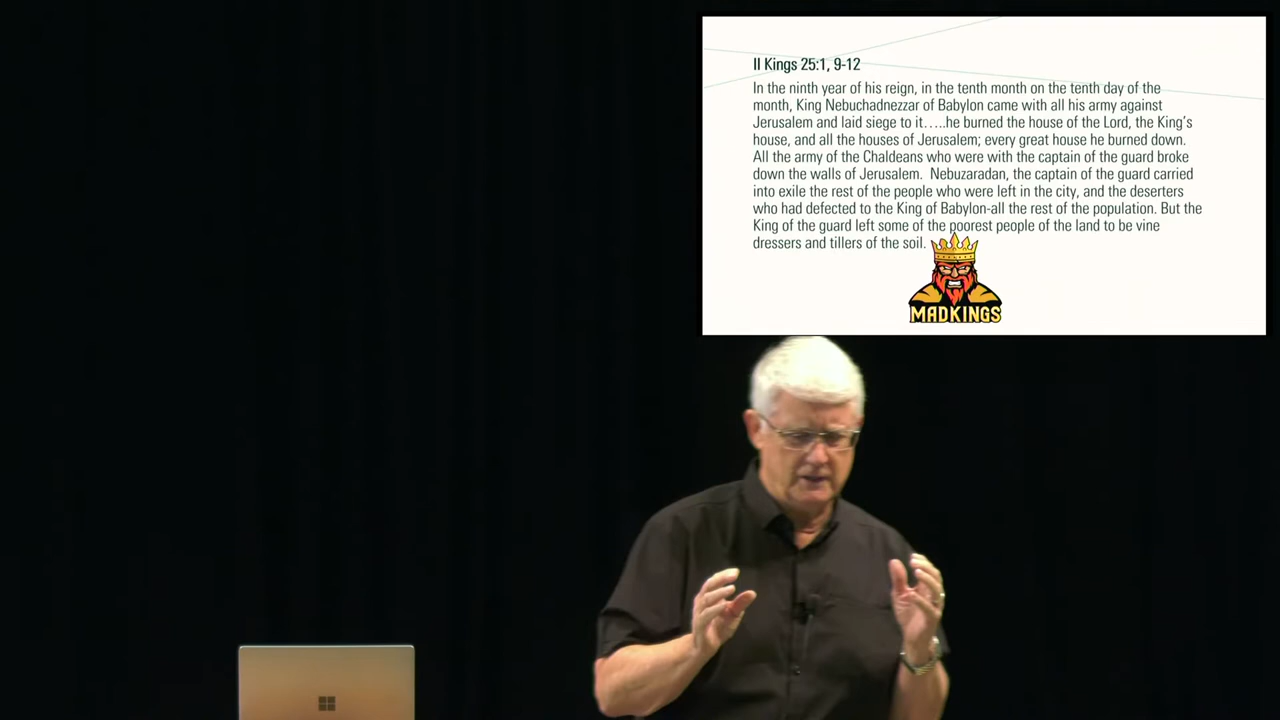 II Kings 25:1, 9-12
In the ninth year of his reign, in the tenth month on the tenth day of the
month, King Nebuchadnezzar of Babylon came with all his army against
Jerusalem and laid siege to it…..he burned the house of the Lord, the King's
house, and all the houses of Jerusalem; every great house he burned down.
All the army of the Chaldeans who were with the captain of the guard broke
down the walls of Jerusalem.  Nebuzaradan, the captain of the guard carried
into exile the rest of the people who were left in the city, and the deserters
who had defected to the King of Babylon-all the rest of the population. But the
King of the guard left some of the poorest people of the land to be vine
dressers and tillers of the soil.
MADKINGS